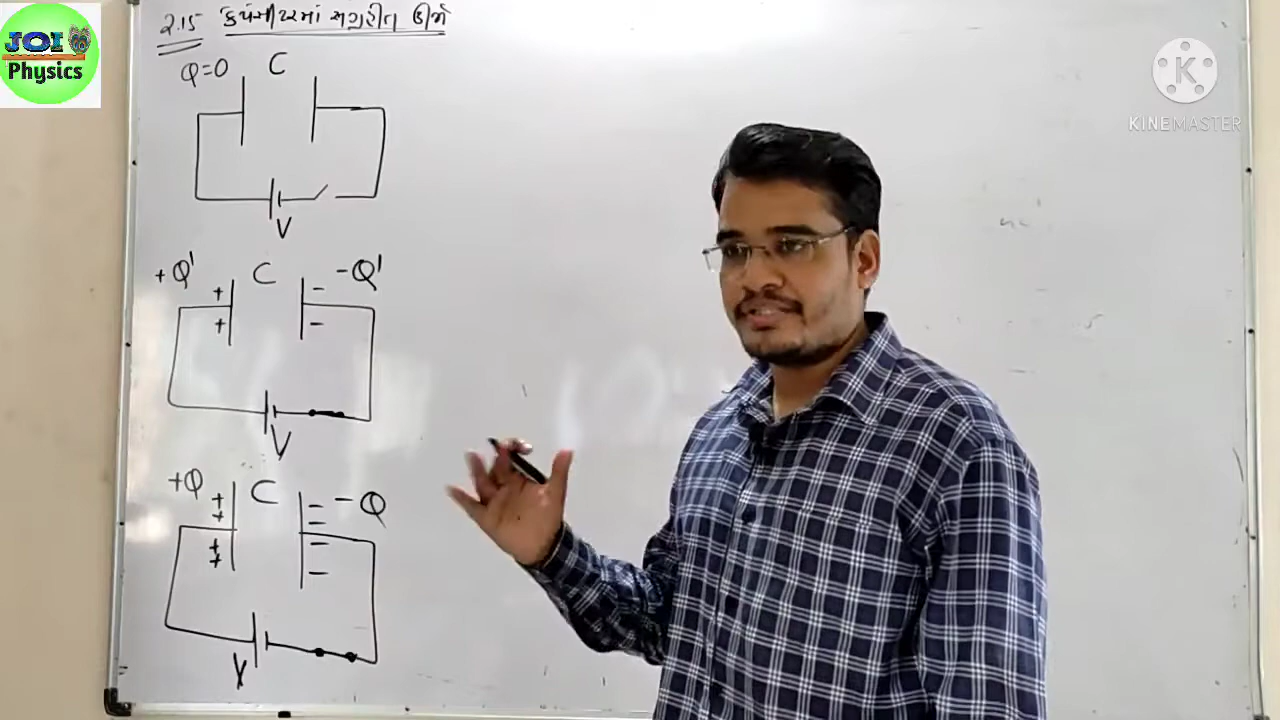 JOI
Physics
KINEMASTER
2.15 કેપેસીટરમાં સંગ્રહીત ઊર્જા
Q=0 C
V
+Q' C -Q'
+ -
+ -
V
+Q C -Q
+ -
+ -
+ -
+ -
V